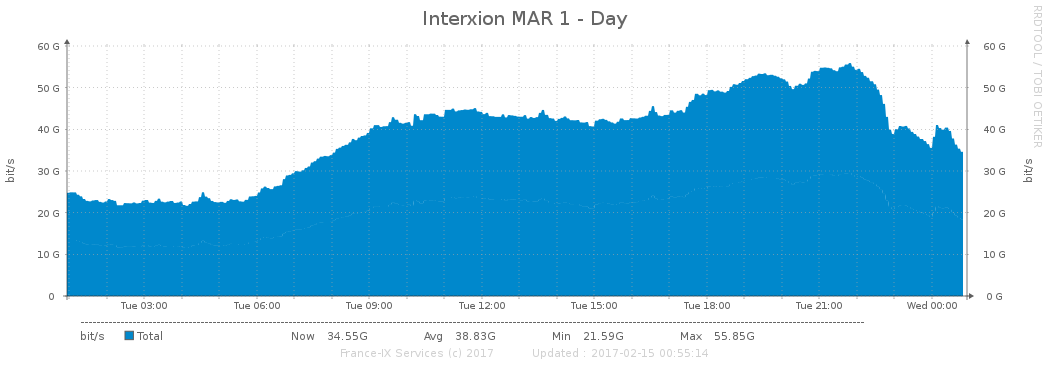 Interxion MAR 1 - Day
RRDTOOL / TOBI OETIKER
60 G 60 G
50 G 50 G
40 G 40 G
30 G 30 G
20 G 20 G
10 G 10 G
0 0 G
bit/s bit/s
Tue 03:00 Tue 06:00 Tue 09:00 Tue 12:00 Tue 15:00 Tue 18:00 Tue 21:00 Wed 00:00
bit/s Total Now 34.55G Avg 38.83G Min 21.59G Max 55.85G
France-IX Services (c) 2017 Updated : 2017-02-15 00:55:14